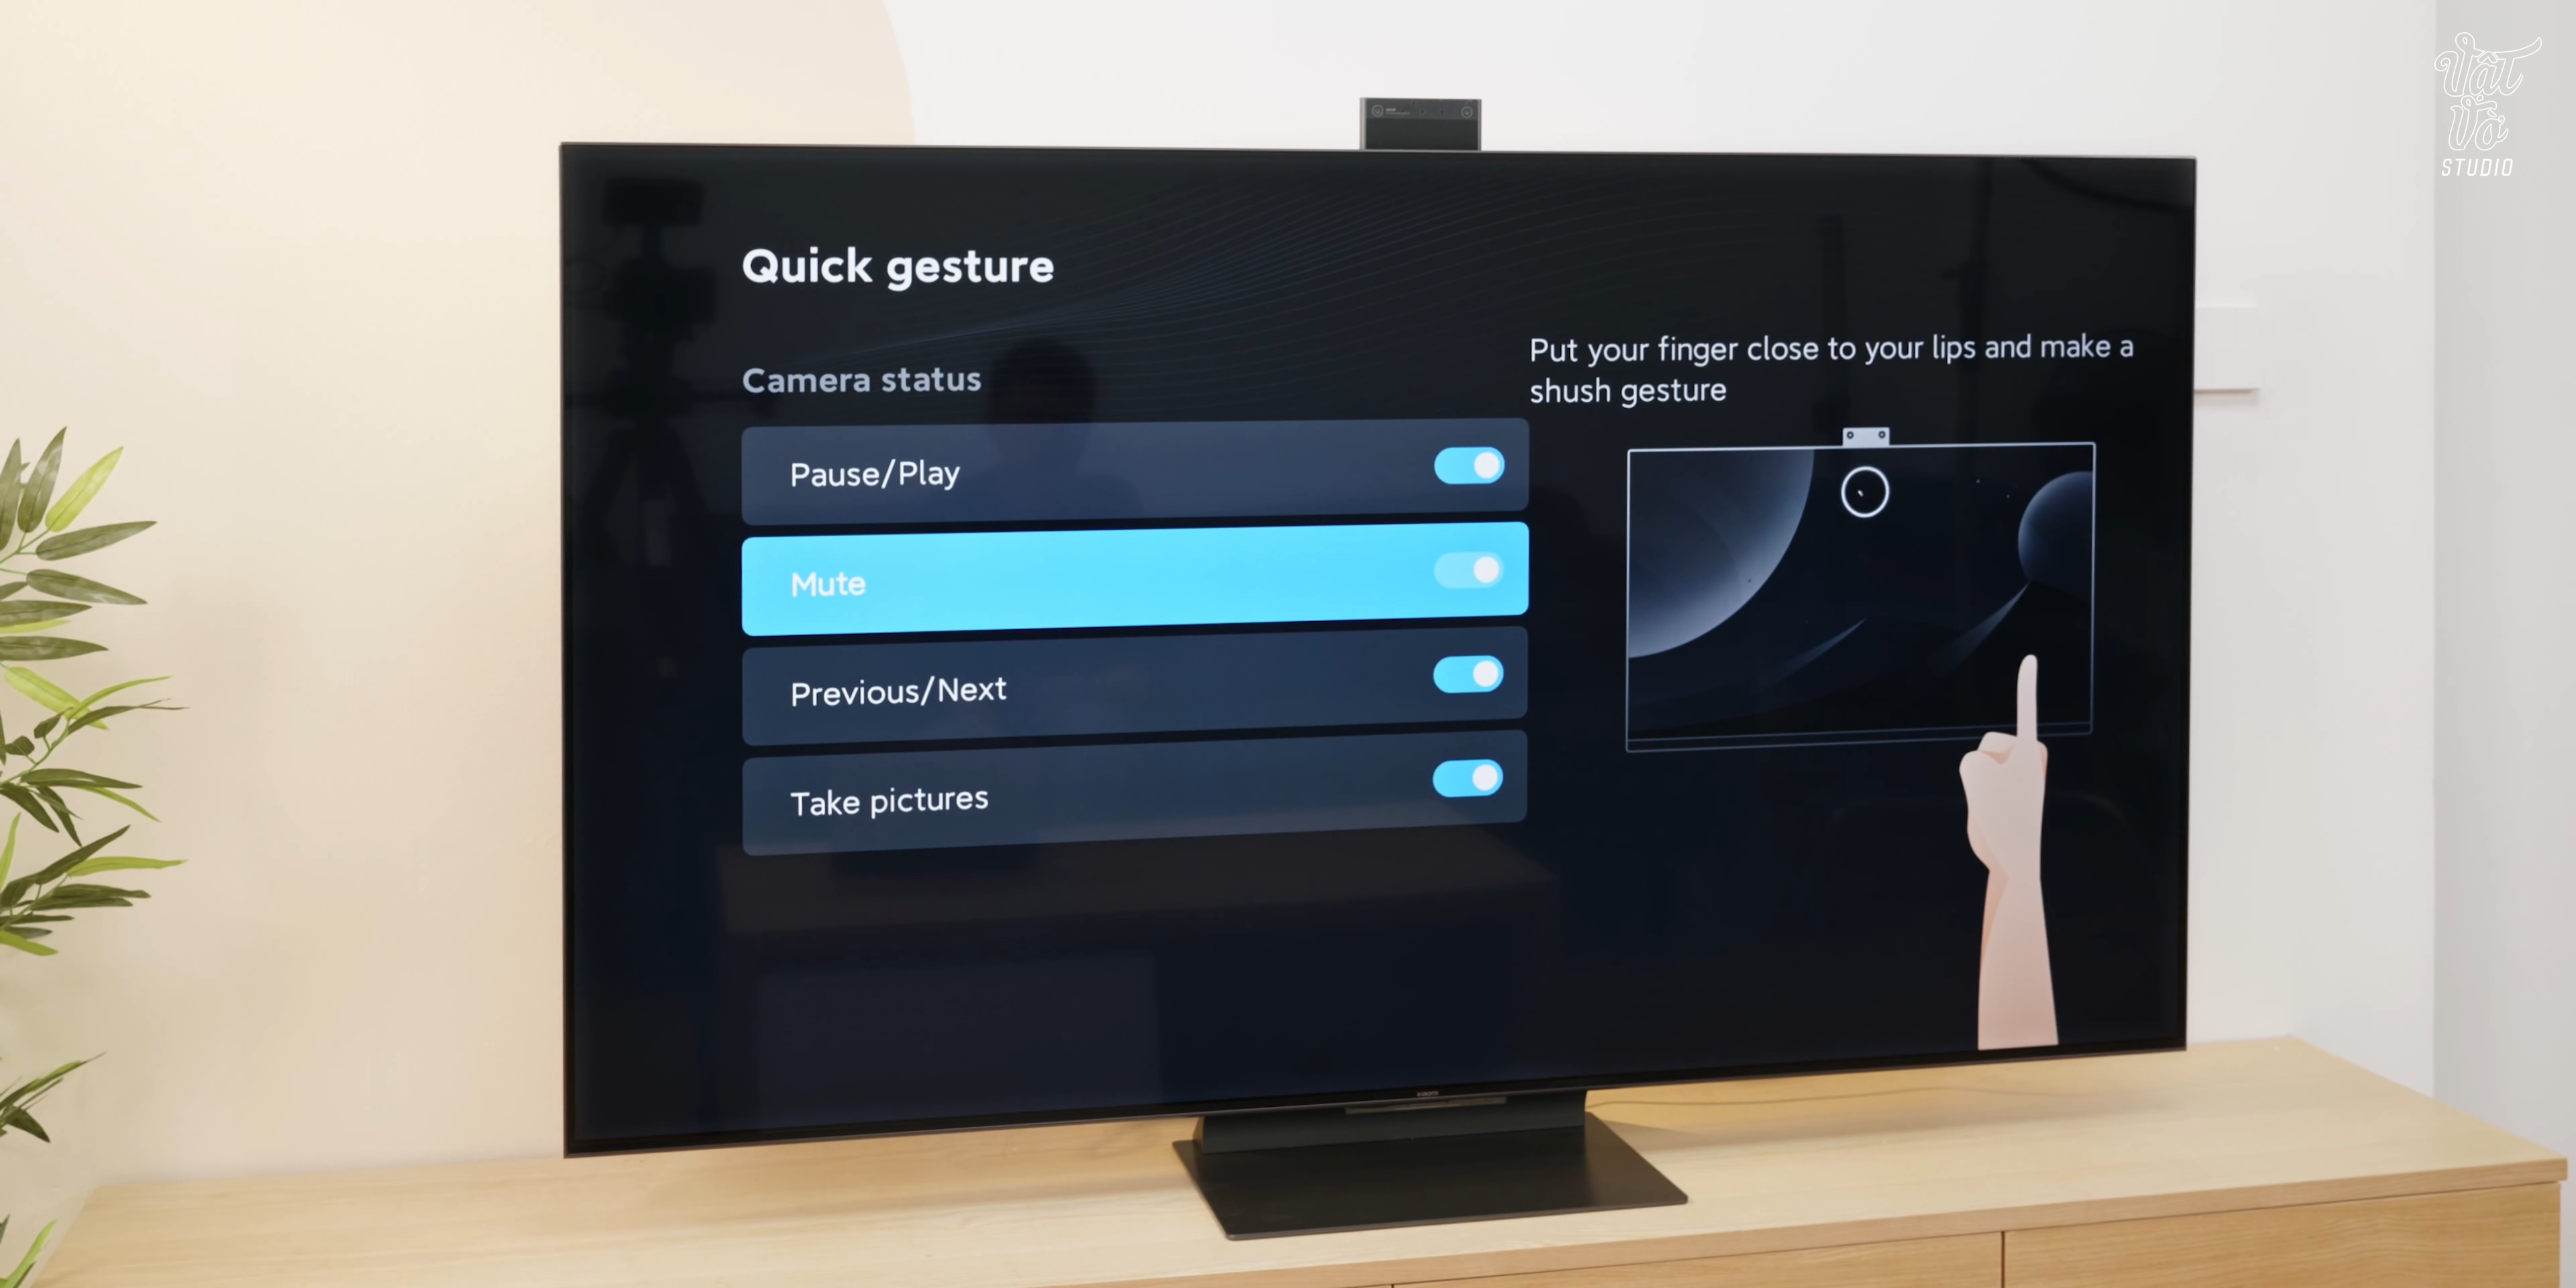 Vật
Vờ
STUDIO
Quick gesture
Camera status
Put your finger close to your lips and make a
shush gesture
Pause/Play
Mute
Previous/Next
Take pictures
xiaomi